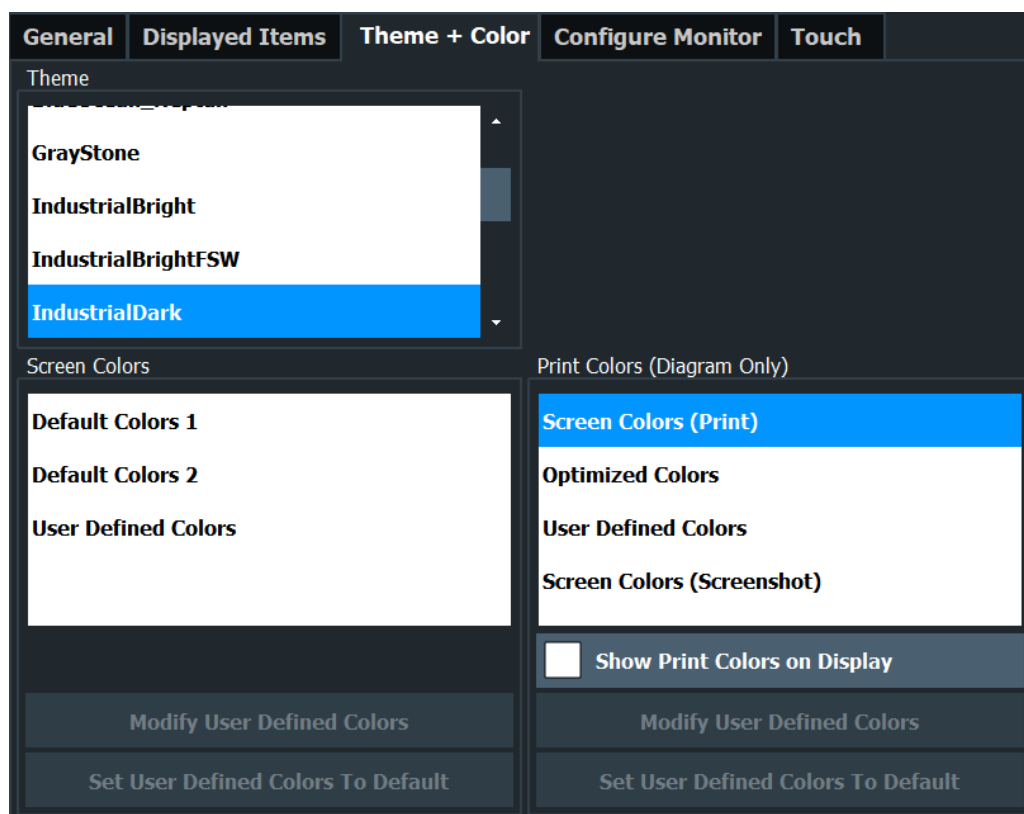 General Displayed Items Theme + Color Configure Monitor Touch
Theme
GrayStone
IndustrialBright
IndustrialBrightFSW
IndustrialDark
Screen Colors
Default Colors 1
Default Colors 2
User Defined Colors
Modify User Defined Colors
Set User Defined Colors To Default
Print Colors (Diagram Only)
Screen Colors (Print)
Optimized Colors
User Defined Colors
Screen Colors (Screenshot)
Show Print Colors on Display
Modify User Defined Colors
Set User Defined Colors To Default